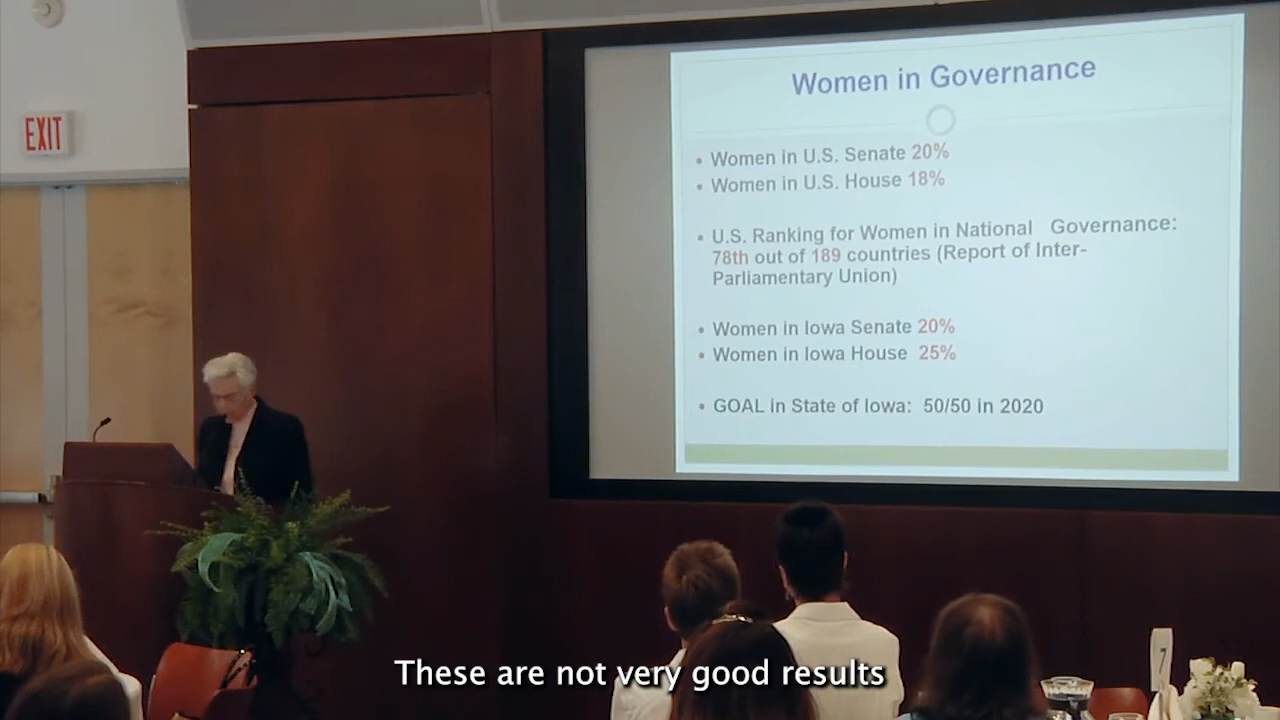 EXIT
Women in Governance
• Women in U.S. Senate 20%
• Women in U.S. House 18%
• U.S. Ranking for Women in National Governance:
78th out of 189 countries (Report of Inter-
Parliamentary Union)
• Women in Iowa Senate 20%
• Women in Iowa House 25%
• GOAL in State of Iowa: 50/50 in 2020
7
These are not very good results